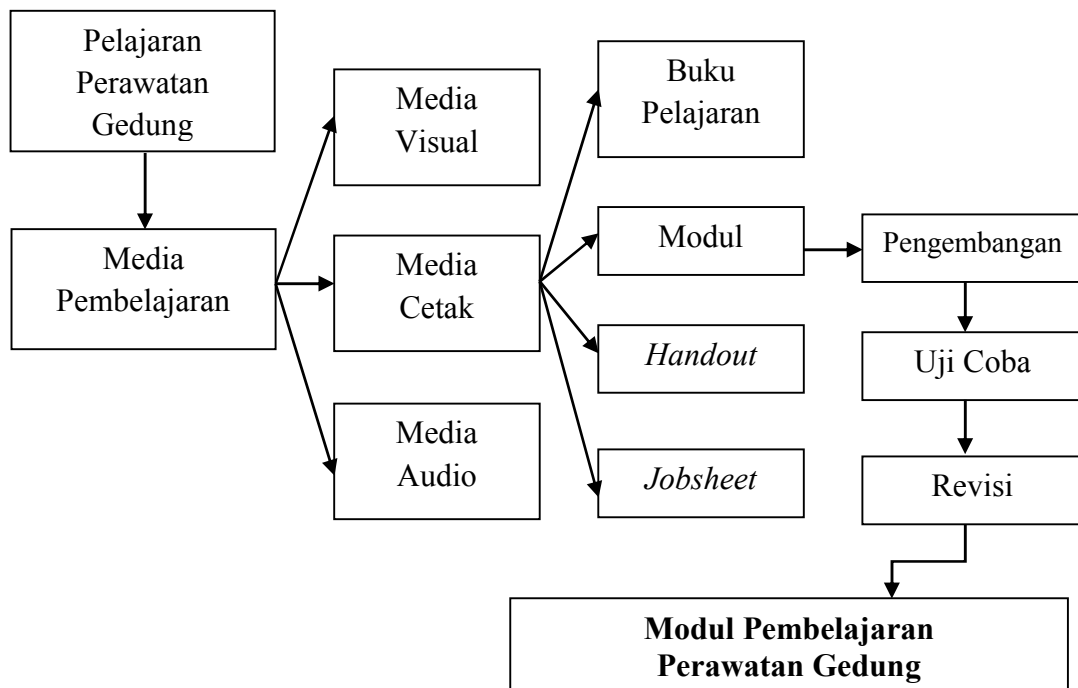 Pelajaran
Perawatan
Gedung
Media
Pembelajaran
Media
Visual
Media
Cetak
Media
Audio
Buku
Pelajaran
Modul
Handout
Jobsheet
Pengembangan
Uji Coba
Revisi
Modul Pembelajaran
Perawatan Gedung